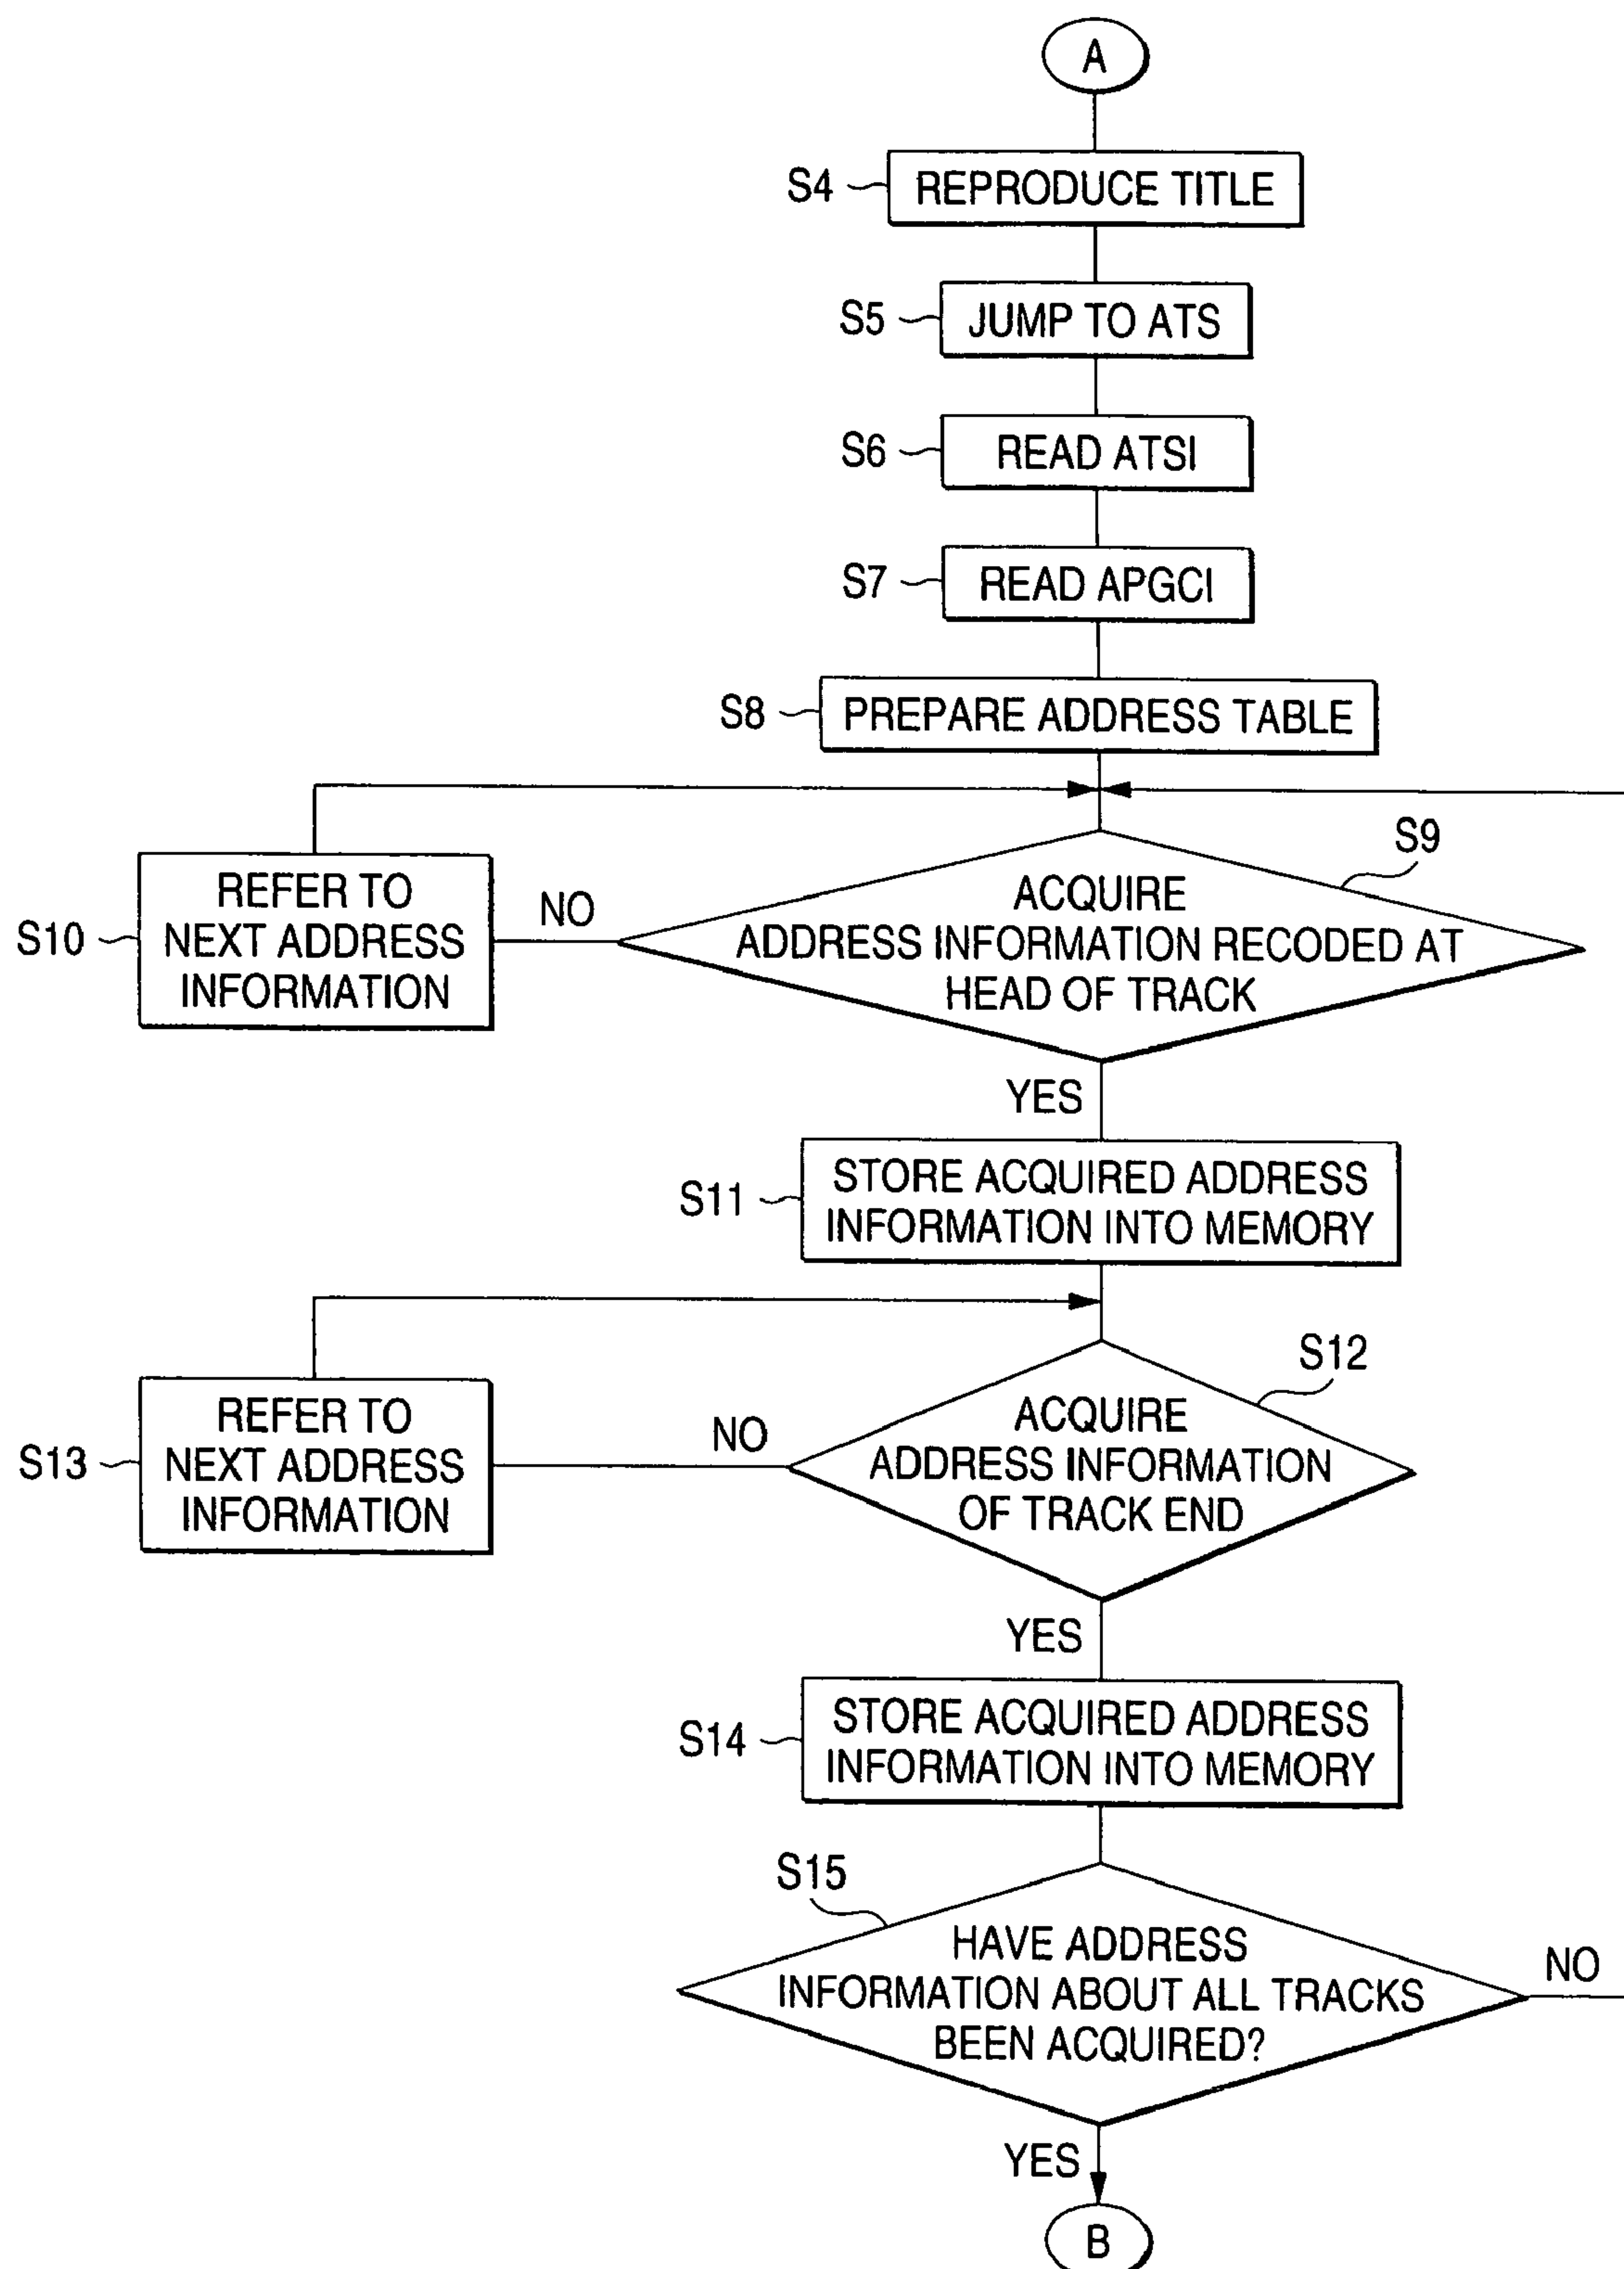 A
S4
REPRODUCE TITLE
S5
JUMP TO ATS
S6
READ ATSI
S7
READ APGCI
S8
PREPARE ADDRESS TABLE
S9
ACQUIRE
ADDRESS INFORMATION RECODED AT
HEAD OF TRACK
NO
S10
REFER TO
NEXT ADDRESS
INFORMATION
YES
S11
STORE ACQUIRED ADDRESS
INFORMATION INTO MEMORY
S12
ACQUIRE
ADDRESS INFORMATION
OF TRACK END
NO
S13
REFER TO
NEXT ADDRESS
INFORMATION
YES
S14
STORE ACQUIRED ADDRESS
INFORMATION INTO MEMORY
S15
HAVE ADDRESS
INFORMATION ABOUT ALL TRACKS
BEEN ACQUIRED?
NO
YES
B